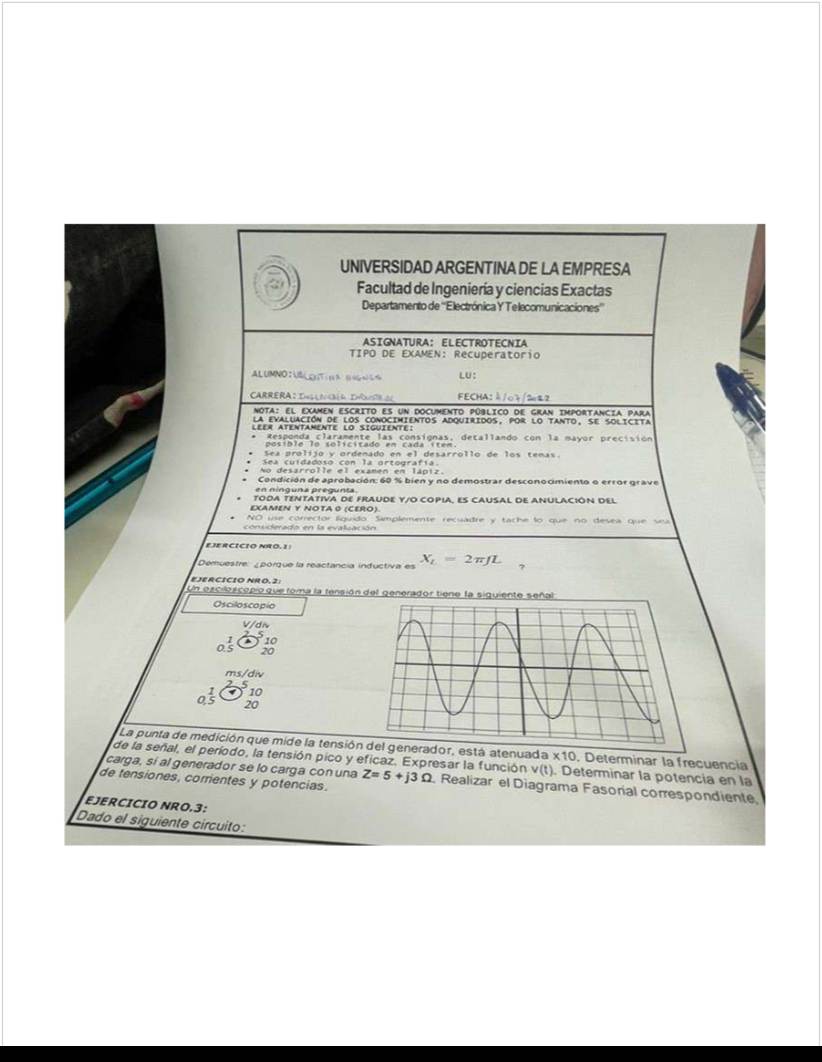 UNIVERSIDAD ARGENTINA DE LA EMPRESA
Facultad de Ingeniería y ciencias Exactas
Departamento de "Electrónica Y Telecomunicaciones"
ASIGNATURA: ELECTROTECNIA
TIPO DE EXAMEN: Recuperatorio
ALUMNO: VALENTINA
LU:
CARRERA: INGENIERÍA INDUSTRIAL
FECHA: /07/2022
NOTA: EL EXAMEN ESCRITO ES UN DOCUMENTO PÚBLICO DE GRAN IMPORTANCIA PARA
LA EVALUACIÓN DE LOS CONOCIMIENTOS ADQUIRIDOS, POR LO TANTO, SE SOLICITA
LEER ATENTAMENTE LO SIGUIENTE:
• Responda claramente las consignas, detallando con la mayor precisión
posible lo solicitado en cada ítem.
• Sea prolijo y ordenado en el desarrollo de los temas.
• Sea cuidadoso con la ortografía.
• No desarrolle el examen en lápiz.
• Condición de aprobación: 60 % bien y no demostrar desconocimiento o error grave
en ninguna pregunta.
• TODA TENTATIVA DE FRAUDE Y/O COPIA, ES CAUSAL DE ANULACIÓN DEL
EXAMEN Y NOTA 0 (CERO).
• NO use corrector líquido. Simplemente recuadre y tache lo que no desea que sea
considerado en la evaluación.
EJERCICIO NRO.1:
Demuestre: ¿porque la reactancia inductiva es X_L = 2πfL ?
EJERCICIO NRO.2:
Un osciloscopio que toma la tensión del generador tiene la siguiente señal:
Osciloscopio
V/div
2 5
1 10
0.5 20
ms/div
2 5
1 10
0,5 20
La punta de medición que mide la tensión del generador, está atenuada x10. Determinar la frecuencia
de la señal, el período, la tensión pico y eficaz. Expresar la función v(t). Determinar la potencia en la
carga, si al generador se lo carga con una Z= 5 + j3 Ω. Realizar el Diagrama Fasorial correspondiente,
de tensiones, corrientes y potencias.
EJERCICIO NRO.3:
Dado el siguiente circuito: